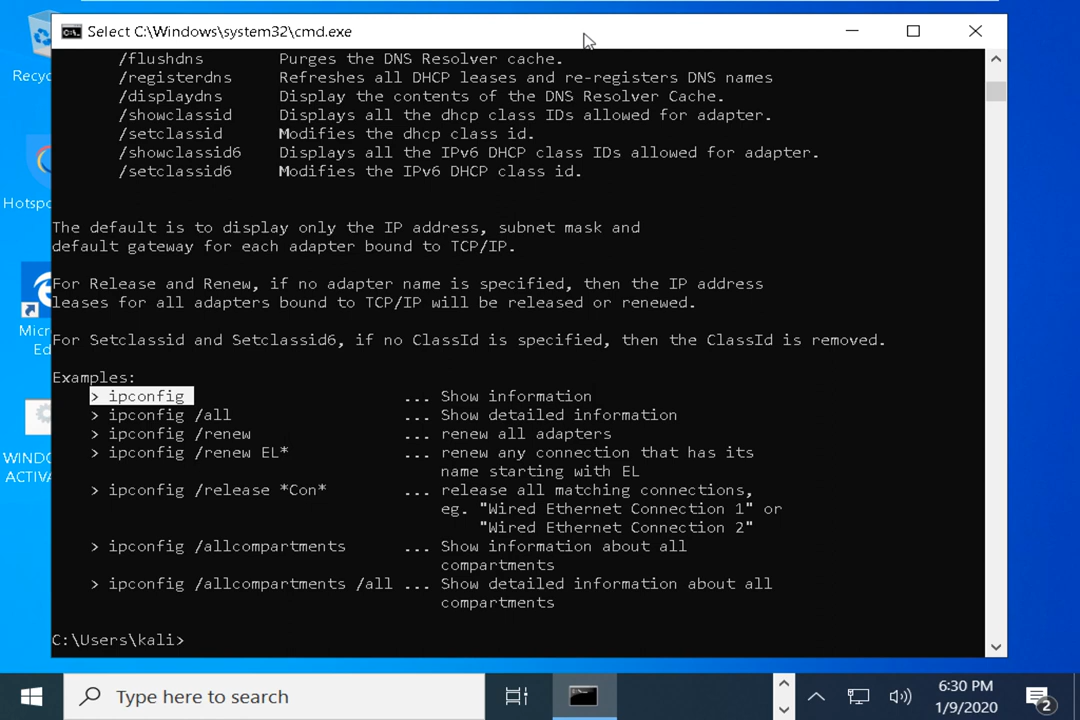 Select C:\Windows\system32\cmd.exe
/flushdns Purges the DNS Resolver cache.
/registerdns Refreshes all DHCP leases and re-registers DNS names
/displaydns Display the contents of the DNS Resolver Cache.
/showclassid Displays all the dhcp class IDs allowed for adapter.
/setclassid Modifies the dhcp class id.
/showclassid6 Displays all the IPv6 DHCP class IDs allowed for adapter.
/setclassid6 Modifies the IPv6 DHCP class id.
The default is to display only the IP address, subnet mask and
default gateway for each adapter bound to TCP/IP.
For Release and Renew, if no adapter name is specified, then the IP address
leases for all adapters bound to TCP/IP will be released or renewed.
For Setclassid and Setclassid6, if no ClassId is specified, then the ClassId is removed.
Examples:
> ipconfig ... Show information
> ipconfig /all ... Show detailed information
> ipconfig /renew ... renew all adapters
> ipconfig /renew EL* ... renew any connection that has its
name starting with EL
> ipconfig /release *Con* ... release all matching connections,
eg. "Wired Ethernet Connection 1" or
"Wired Ethernet Connection 2"
> ipconfig /allcompartments ... Show information about all
compartments
> ipconfig /allcompartments /all ... Show detailed information about all
compartments
C:\Users\kali>
Recyc
Hotspo
Micr
Ed
WINDO
ACTIVA
Type here to search
6:30 PM
1/9/2020
2